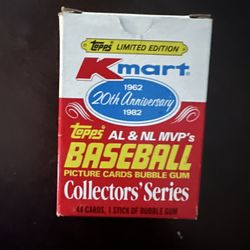 Topps LIMITED EDITION
Kmart
1962
20th Anniversary
1982
Topps AL & NL MVP's
BASEBALL
PICTURE CARDS BUBBLE GUM
Collectors' Series
44 CARDS, 1 STICK OF BUBBLE GUM